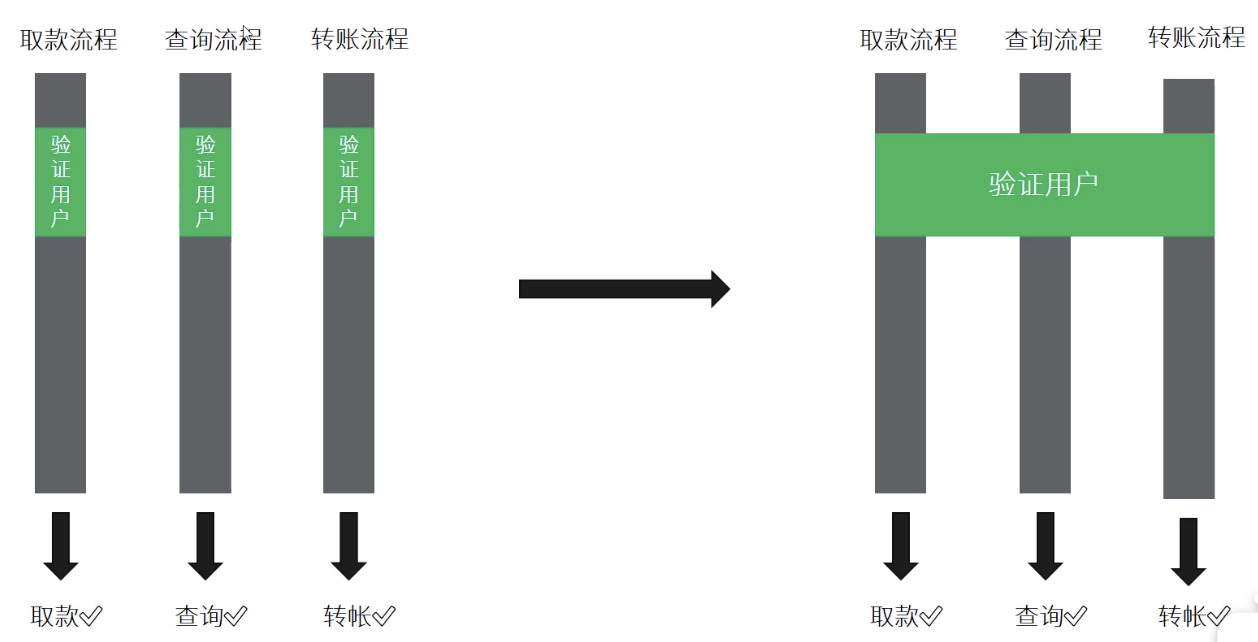 取款流程 查询流程 转账流程 取款流程 查询流程 转账流程
验证用户 验证用户 验证用户 验证用户
取款✓ 查询✓ 转帐✓ 取款✓ 查询✓ 转帐✓